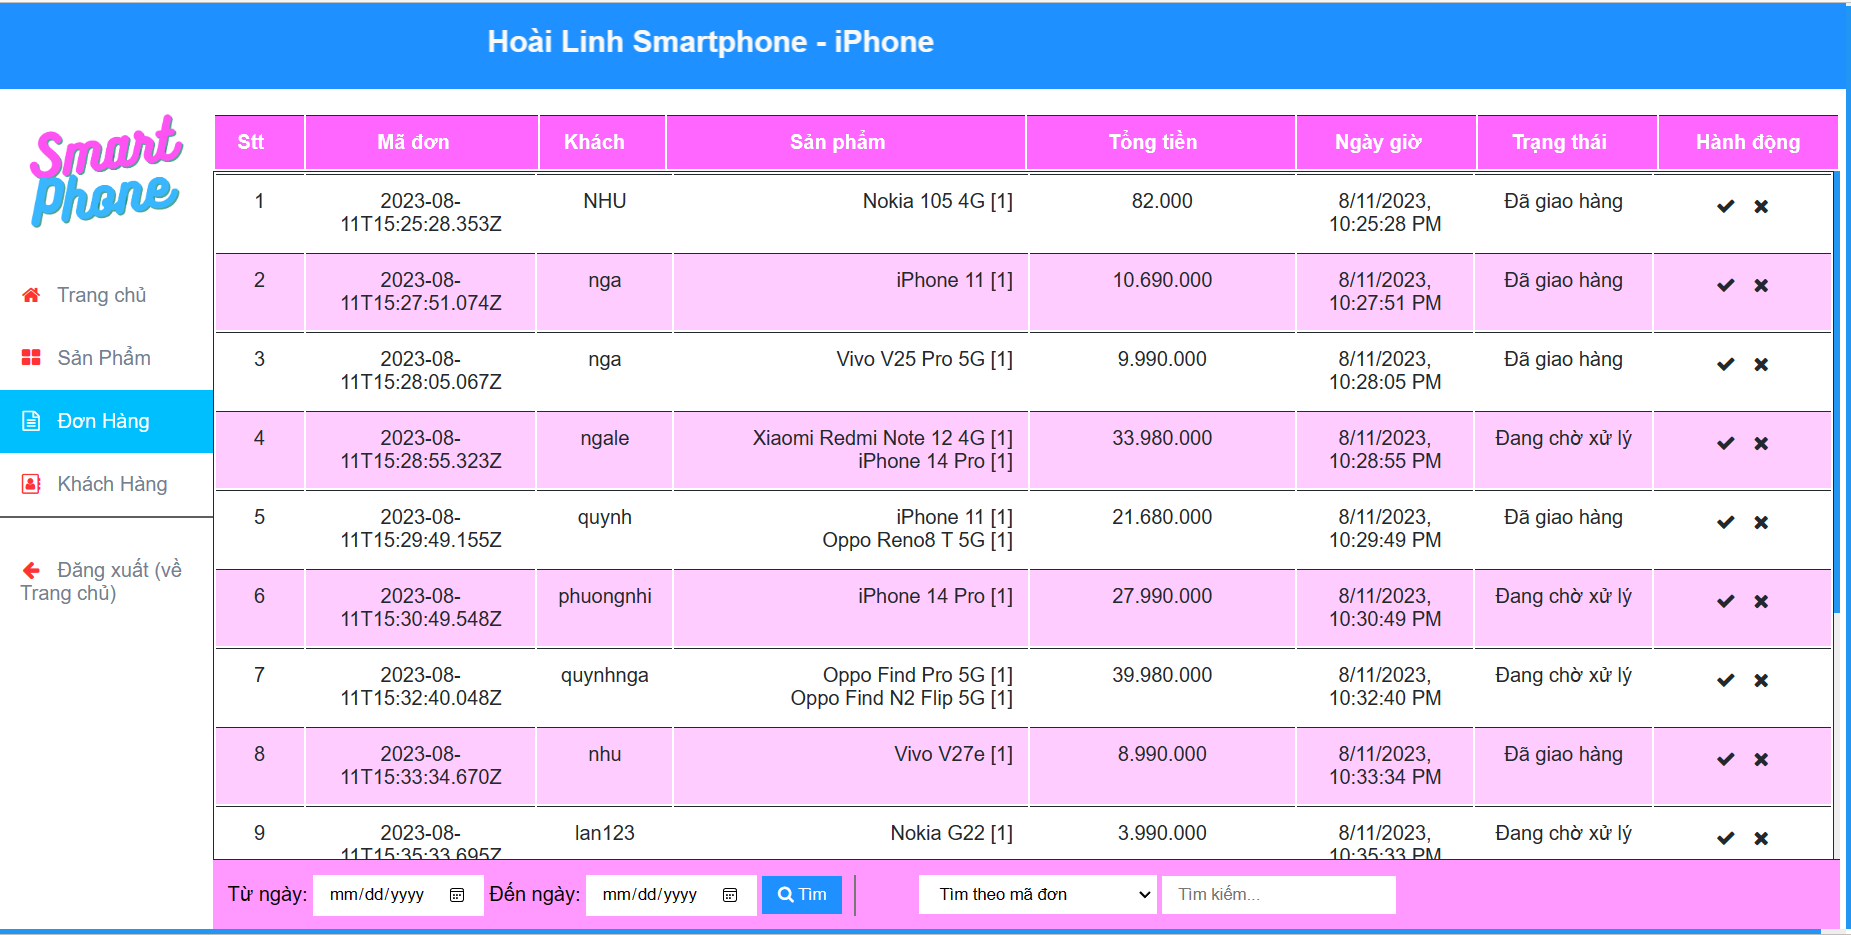 Hoài Linh Smartphone - iPhone
Smart
Phone
Trang chủ
Sản Phẩm
Đơn Hàng
Khách Hàng
Đăng xuất (về
Trang chủ)
Stt Mã đơn Khách Sản phẩm Tổng tiền Ngày giờ Trạng thái Hành động
1 2023-08- NHU Nokia 105 4G [1] 82.000 8/11/2023, Đã giao hàng
11T15:25:28.353Z 10:25:28 PM
2 2023-08- nga iPhone 11 [1] 10.690.000 8/11/2023, Đã giao hàng
11T15:27:51.074Z 10:27:51 PM
3 2023-08- nga Vivo V25 Pro 5G [1] 9.990.000 8/11/2023, Đã giao hàng
11T15:28:05.067Z 10:28:05 PM
4 2023-08- ngale Xiaomi Redmi Note 12 4G [1] 33.980.000 8/11/2023, Đang chờ xử lý
11T15:28:55.323Z iPhone 14 Pro [1] 10:28:55 PM
5 2023-08- quynh iPhone 11 [1] 21.680.000 8/11/2023, Đã giao hàng
11T15:29:49.155Z Oppo Reno8 T 5G [1] 10:29:49 PM
6 2023-08- phuongnhi iPhone 14 Pro [1] 27.990.000 8/11/2023, Đang chờ xử lý
11T15:30:49.548Z 10:30:49 PM
7 2023-08- quynhnga Oppo Find Pro 5G [1] 39.980.000 8/11/2023, Đang chờ xử lý
11T15:32:40.048Z Oppo Find N2 Flip 5G [1] 10:32:40 PM
8 2023-08- nhu Vivo V27e [1] 8.990.000 8/11/2023, Đã giao hàng
11T15:33:34.670Z 10:33:34 PM
9 2023-08- lan123 Nokia G22 [1] 3.990.000 8/11/2023, Đang chờ xử lý
11T15:35:33.695Z 10:35:33 PM
Từ ngày: mm/dd/yyyy Đến ngày: mm/dd/yyyy Tìm Tìm theo mã đơn Tìm kiếm...